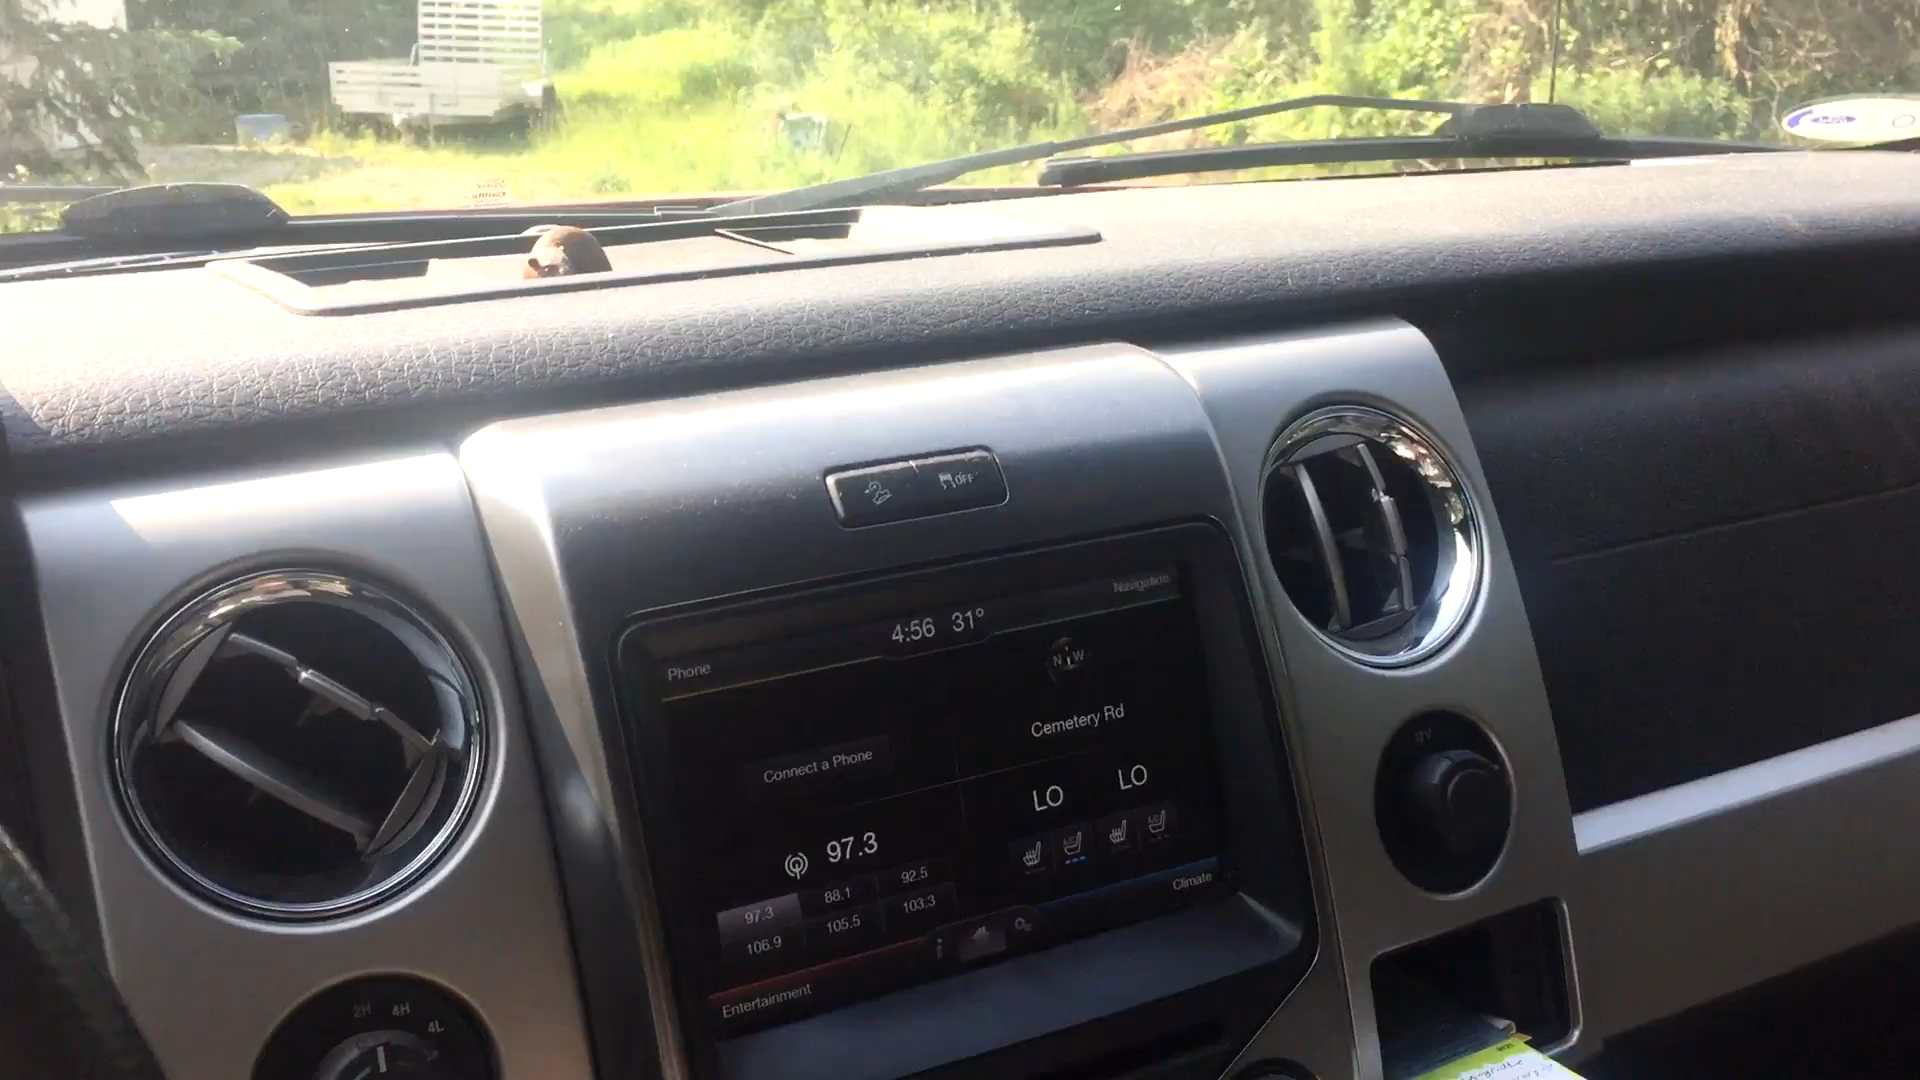 OFF
4:56 31°
Navigation
Phone
N W
Cemetery Rd
Connect a Phone
LO LO
97.3
97.3 88.1 92.5
106.9 105.5 103.3
Climate
Entertainment
12V
2H 4H 4L